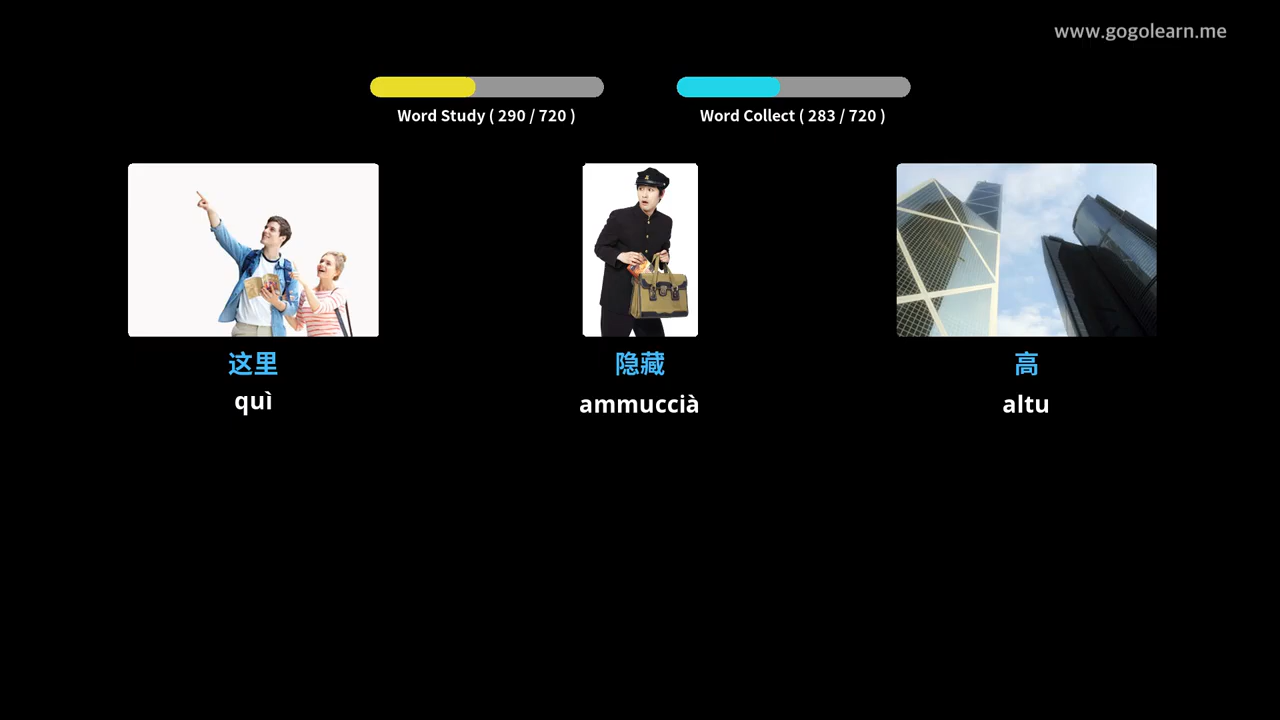 www.gogolearn.me
Word Study ( 290 / 720 )
Word Collect ( 283 / 720 )
这里
隐藏
高
quì
ammuccià
altu